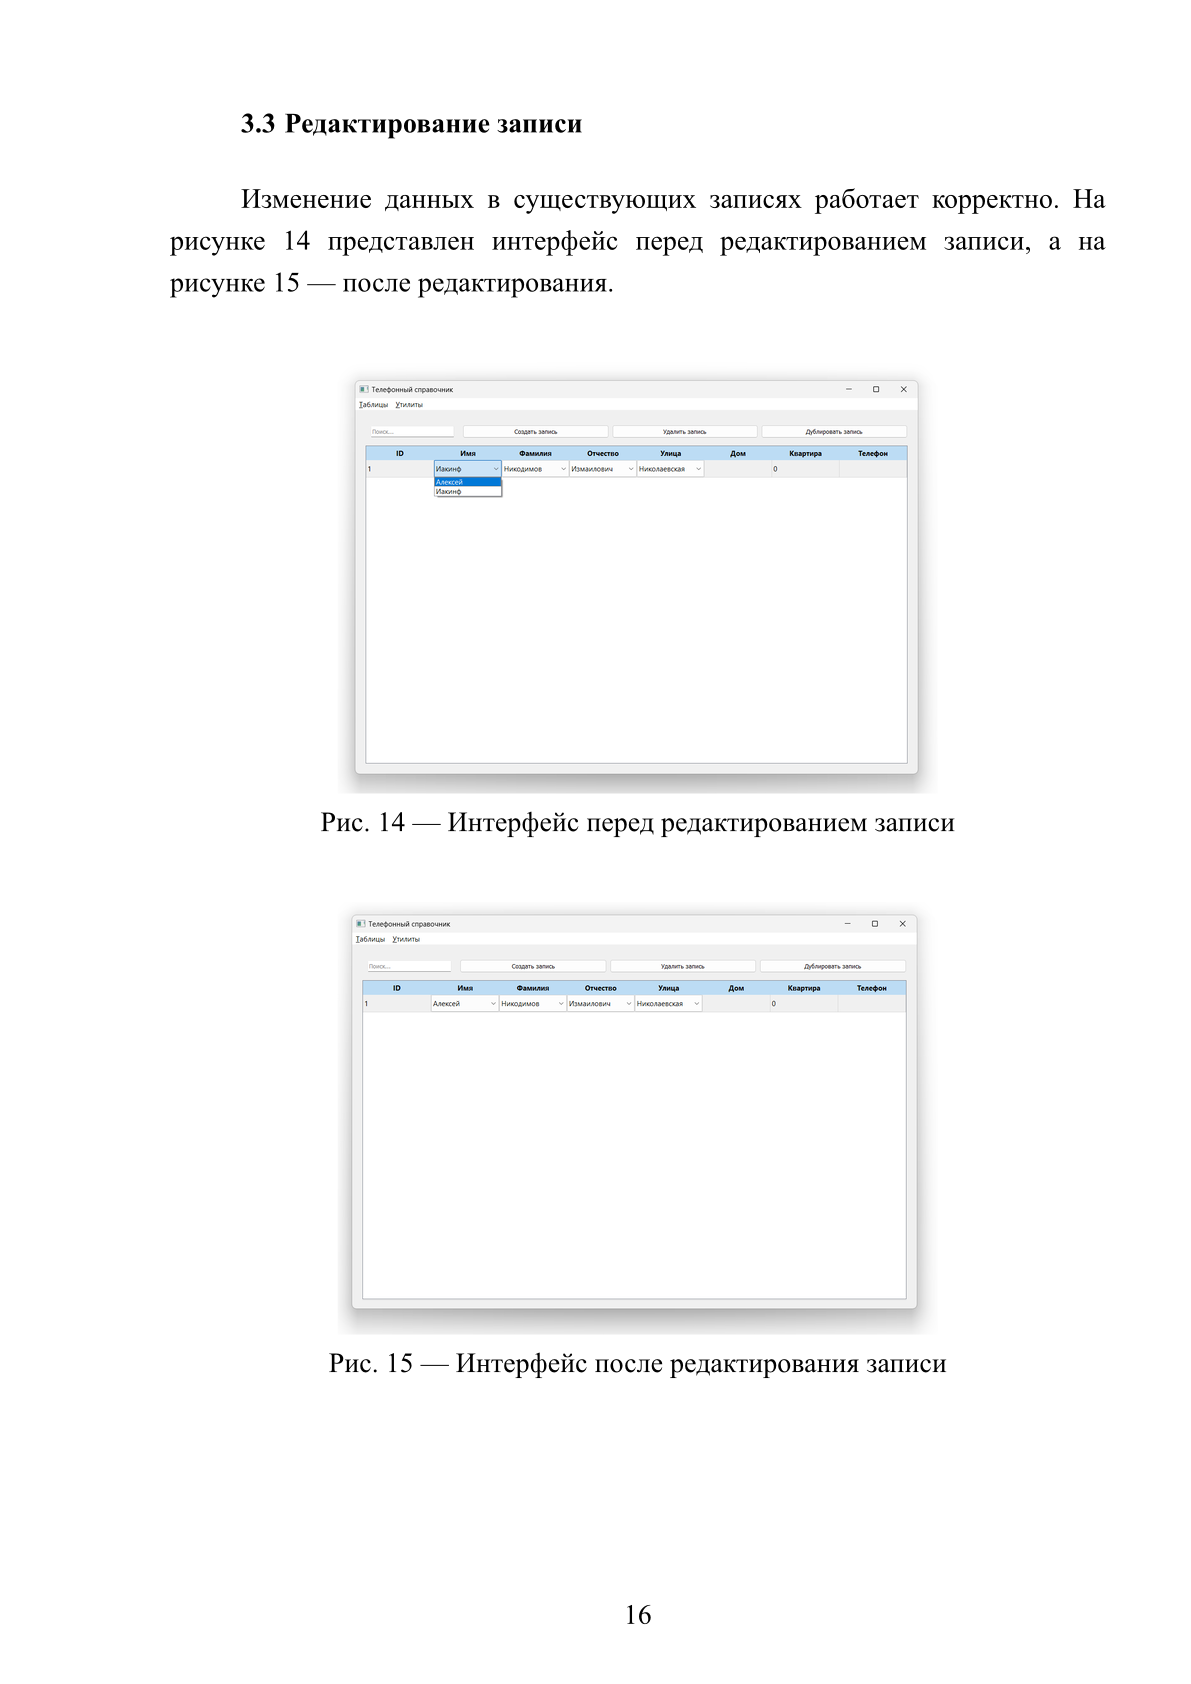 3.3 Редактирование записи
Изменение данных в существующих записях работает корректно. На
рисунке 14 представлен интерфейс перед редактированием записи, а на
рисунке 15 — после редактирования.
Телефонный справочник
Таблицы Утилиты
Поиск... Создать запись Удалить запись Дублировать запись
ID Имя Фамилия Отчество Улица Дом Квартира Телефон
1 Иакинф Никодимов Измаилович Николаевская 0
Алексей
Иакинф
Рис. 14 — Интерфейс перед редактированием записи
Телефонный справочник
Таблицы Утилиты
Поиск... Создать запись Удалить запись Дублировать запись
ID Имя Фамилия Отчество Улица Дом Квартира Телефон
1 Алексей Никодимов Измаилович Николаевская 0
Рис. 15 — Интерфейс после редактирования записи
16